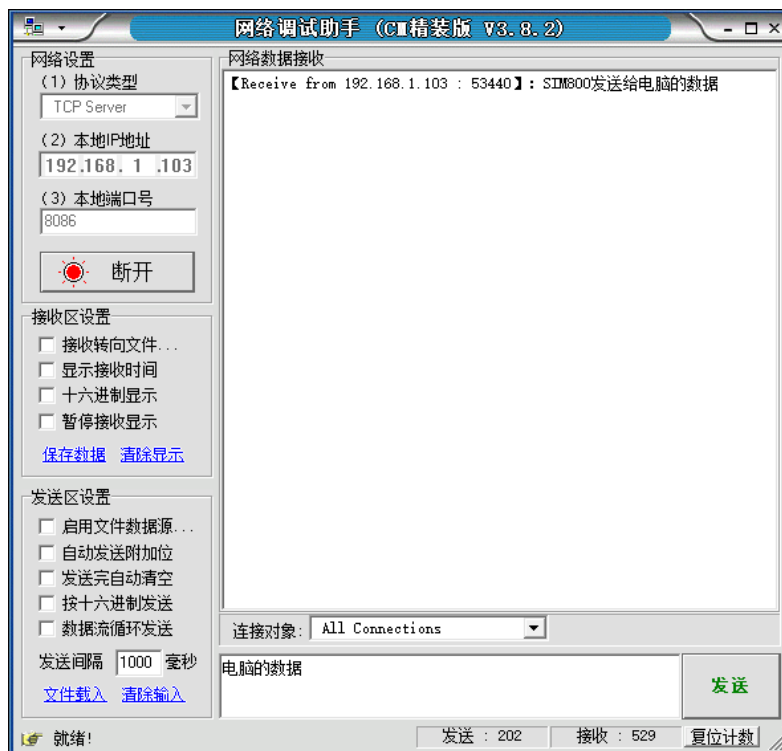 网络调试助手 (CM精装版 V3.8.2)
网络设置
(1) 协议类型
TCP Server
(2) 本地IP地址
192.168. 1 .103
(3) 本地端口号
8086
断开
接收区设置
接收转向文件...
显示接收时间
十六进制显示
暂停接收显示
保存数据 清除显示
发送区设置
启用文件数据源...
自动发送附加位
发送完自动清空
按十六进制发送
数据流循环发送
发送间隔 1000 毫秒
文件载入 清除输入
网络数据接收
【Receive from 192.168.1.103 : 53440】: SIM800发送给电脑的数据
连接对象: All Connections
电脑的数据
发送
就绪! 发送 : 202 接收 : 529 复位计数